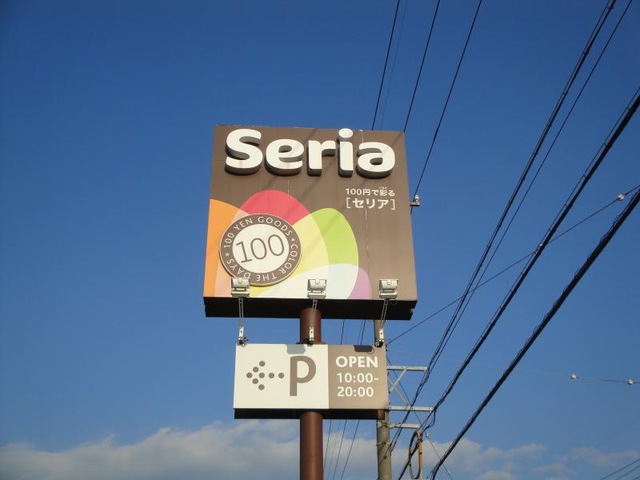 Seria
100円で彩る
[セリア]
100 YEN GOODS
100
COLOR THE DAYS
P
OPEN
10:00-
20:00